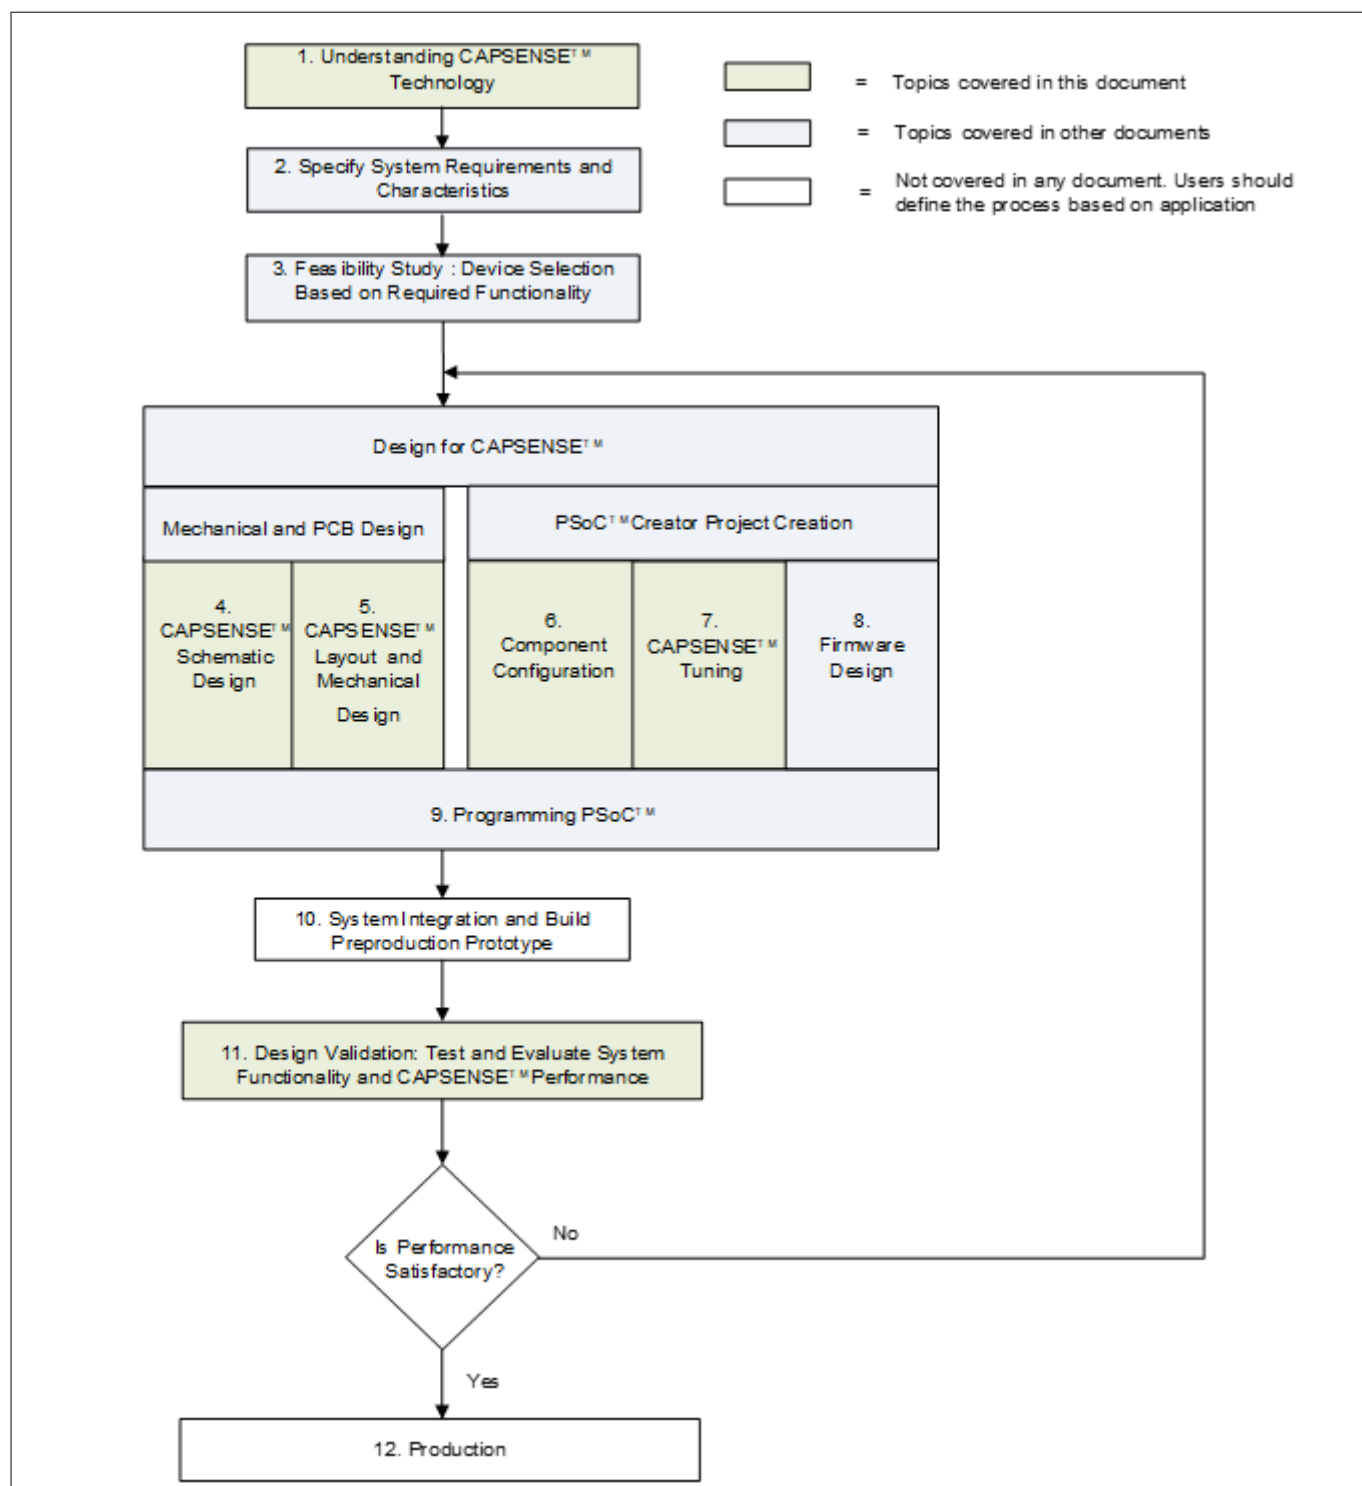 1. Understanding CAPSENSE™
Technology
= Topics covered in this document
= Topics covered in other documents
= Not covered in any document. Users should
define the process based on application
2. Specify System Requirements and
Characteristics
3. Feasibility Study : Device Selection
Based on Required Functionality
Design for CAPSENSE™
Mechanical and PCB Design
PSoC™ Creator Project Creation
4.
CAPSENSE™
Schematic
Design
5.
CAPSENSE™
Layout and
Mechanical
Design
6.
Component
Configuration
7.
CAPSENSE™
Tuning
8.
Firmware
Design
9. Programming PSoC™
10. System Integration and Build
Preproduction Prototype
11. Design Validation: Test and Evaluate System
Functionality and CAPSENSE™ Performance
Is Performance
Satisfactory?
No
Yes
12. Production